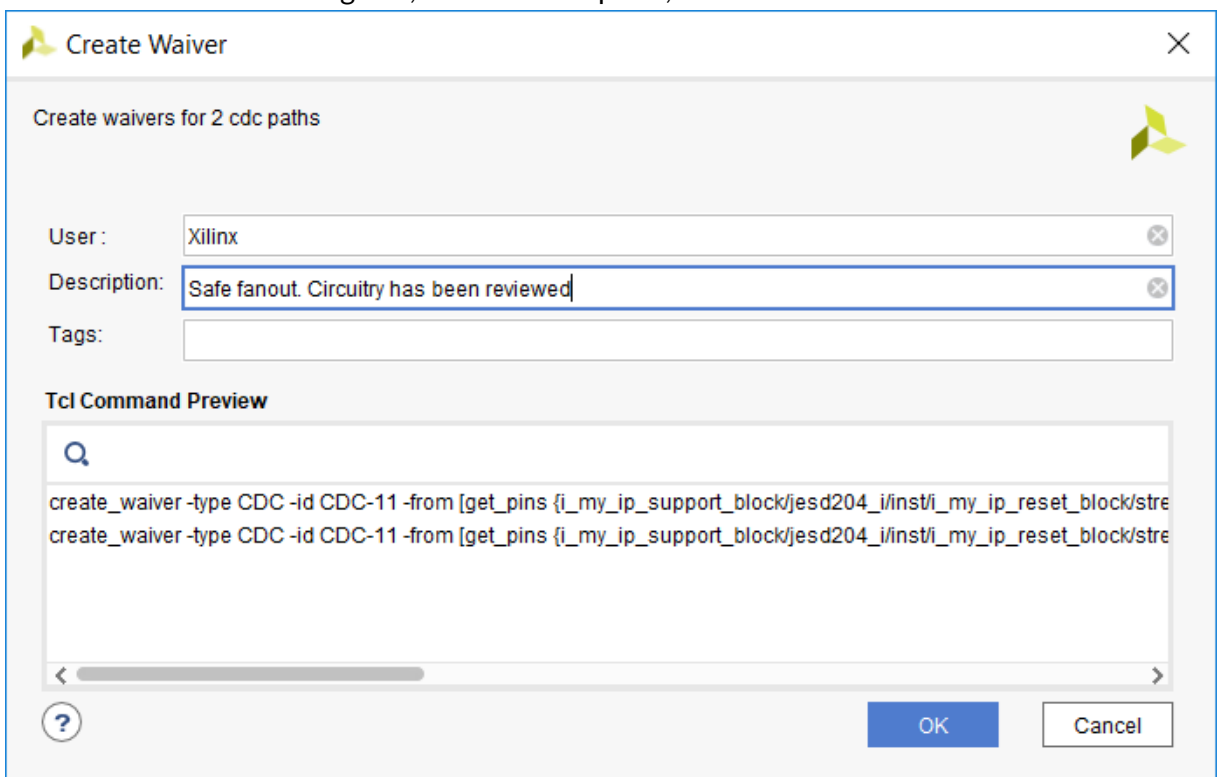 Create Waiver
Create waivers for 2 cdc paths
User : Xilinx
Description: Safe fanout. Circuitry has been reviewed
Tags:
Tcl Command Preview
create_waiver -type CDC -id CDC-11 -from [get_pins {i_my_ip_support_block/jesd204_i/inst/i_my_ip_reset_block/stre
create_waiver -type CDC -id CDC-11 -from [get_pins {i_my_ip_support_block/jesd204_i/inst/i_my_ip_reset_block/stre
? OK Cancel